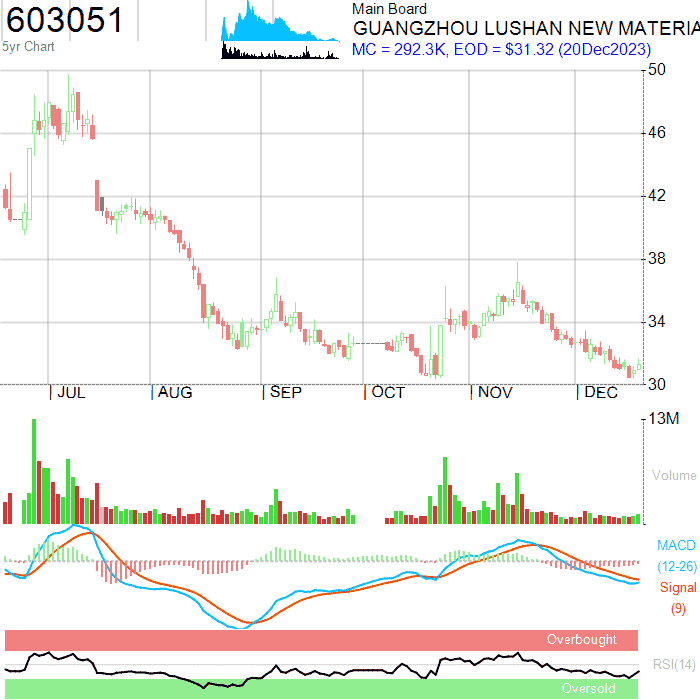 603051
Main Board
GUANGZHOU LUSHAN NEW MATERIA
5yr Chart
MC = 292.3K, EOD = $31.32 (20Dec2023)
50
46
42
38
34
30
JUL AUG SEP OCT NOV DEC
13M
Volume
MACD
(12-26)
Signal
(9)
Overbought
RSI(14)
Oversold